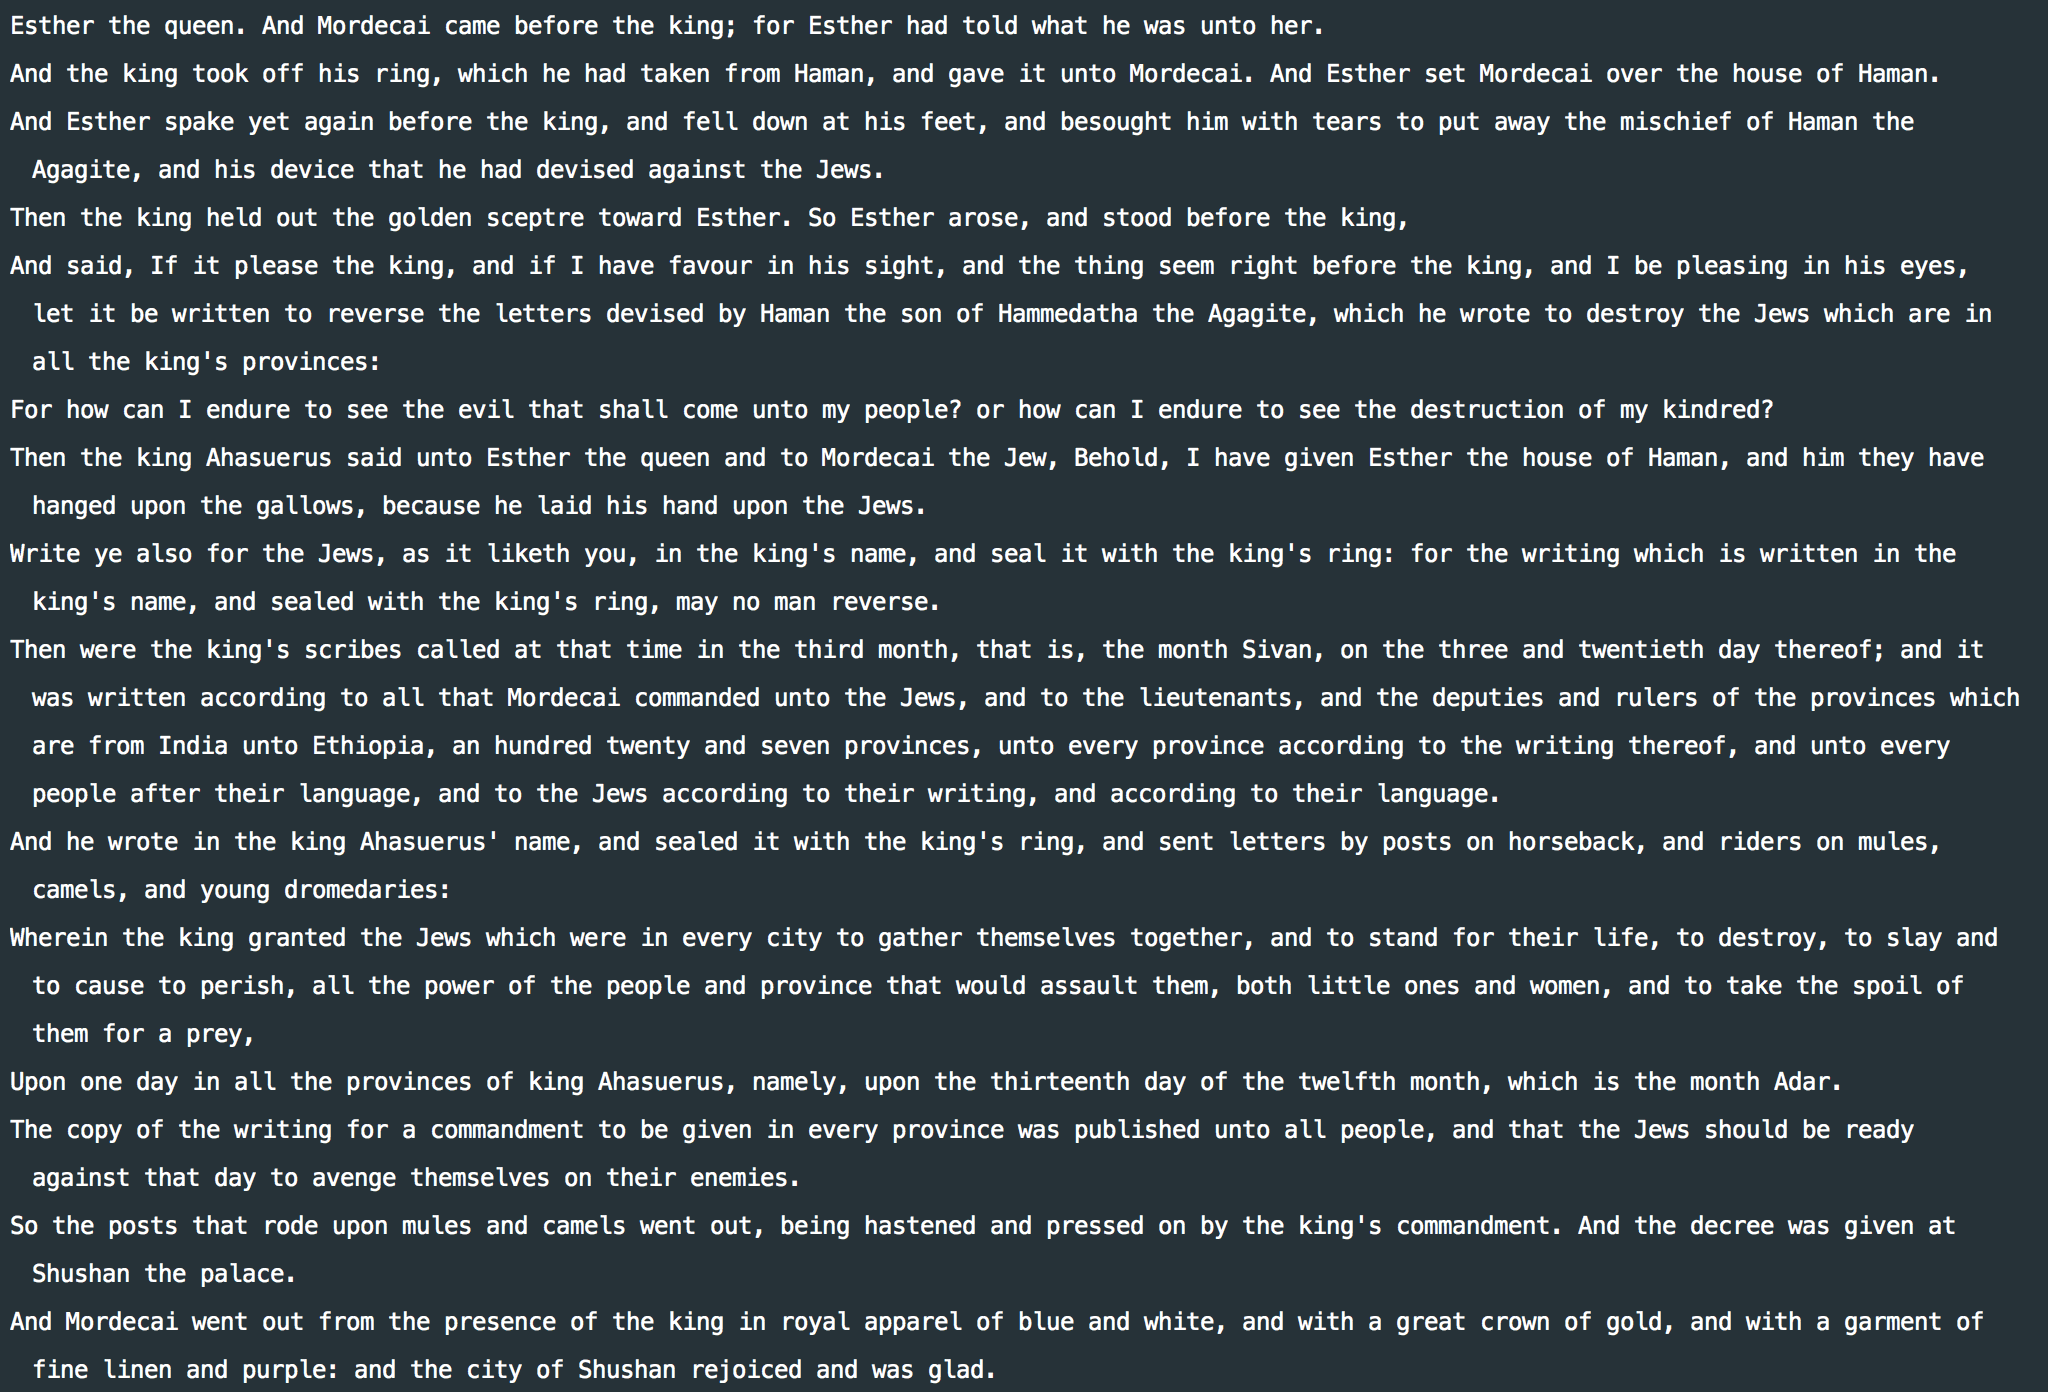 Esther the queen. And Mordecai came before the king; for Esther had told what he was unto her.
And the king took off his ring, which he had taken from Haman, and gave it unto Mordecai. And Esther set Mordecai over the house of Haman.
And Esther spake yet again before the king, and fell down at his feet, and besought him with tears to put away the mischief of Haman the
Agagite, and his device that he had devised against the Jews.
Then the king held out the golden sceptre toward Esther. So Esther arose, and stood before the king,
And said, If it please the king, and if I have favour in his sight, and the thing seem right before the king, and I be pleasing in his eyes,
let it be written to reverse the letters devised by Haman the son of Hammedatha the Agagite, which he wrote to destroy the Jews which are in
all the king's provinces:
For how can I endure to see the evil that shall come unto my people? or how can I endure to see the destruction of my kindred?
Then the king Ahasuerus said unto Esther the queen and to Mordecai the Jew, Behold, I have given Esther the house of Haman, and him they have
hanged upon the gallows, because he laid his hand upon the Jews.
Write ye also for the Jews, as it liketh you, in the king's name, and seal it with the king's ring: for the writing which is written in the
king's name, and sealed with the king's ring, may no man reverse.
Then were the king's scribes called at that time in the third month, that is, the month Sivan, on the three and twentieth day thereof; and it
was written according to all that Mordecai commanded unto the Jews, and to the lieutenants, and the deputies and rulers of the provinces which
are from India unto Ethiopia, an hundred twenty and seven provinces, unto every province according to the writing thereof, and unto every
people after their language, and to the Jews according to their writing, and according to their language.
And he wrote in the king Ahasuerus' name, and sealed it with the king's ring, and sent letters by posts on horseback, and riders on mules,
camels, and young dromedaries:
Wherein the king granted the Jews which were in every city to gather themselves together, and to stand for their life, to destroy, to slay and
to cause to perish, all the power of the people and province that would assault them, both little ones and women, and to take the spoil of
them for a prey,
Upon one day in all the provinces of king Ahasuerus, namely, upon the thirteenth day of the twelfth month, which is the month Adar.
The copy of the writing for a commandment to be given in every province was published unto all people, and that the Jews should be ready
against that day to avenge themselves on their enemies.
So the posts that rode upon mules and camels went out, being hastened and pressed on by the king's commandment. And the decree was given at
Shushan the palace.
And Mordecai went out from the presence of the king in royal apparel of blue and white, and with a great crown of gold, and with a garment of
fine linen and purple: and the city of Shushan rejoiced and was glad.